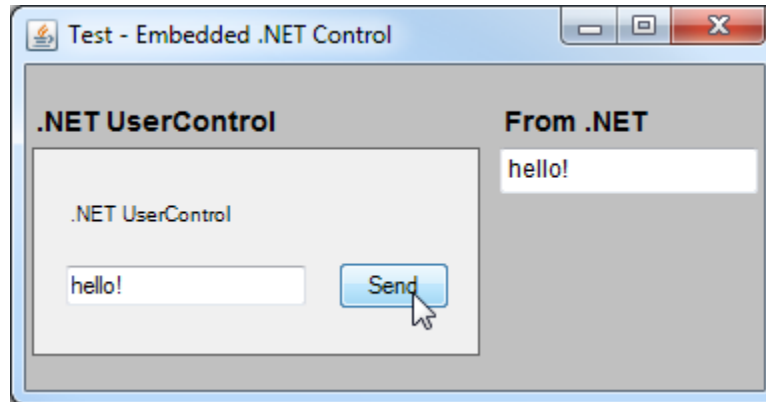 Test - Embedded .NET Control
.NET UserControl
From .NET
hello!
.NET UserControl
hello!
Send